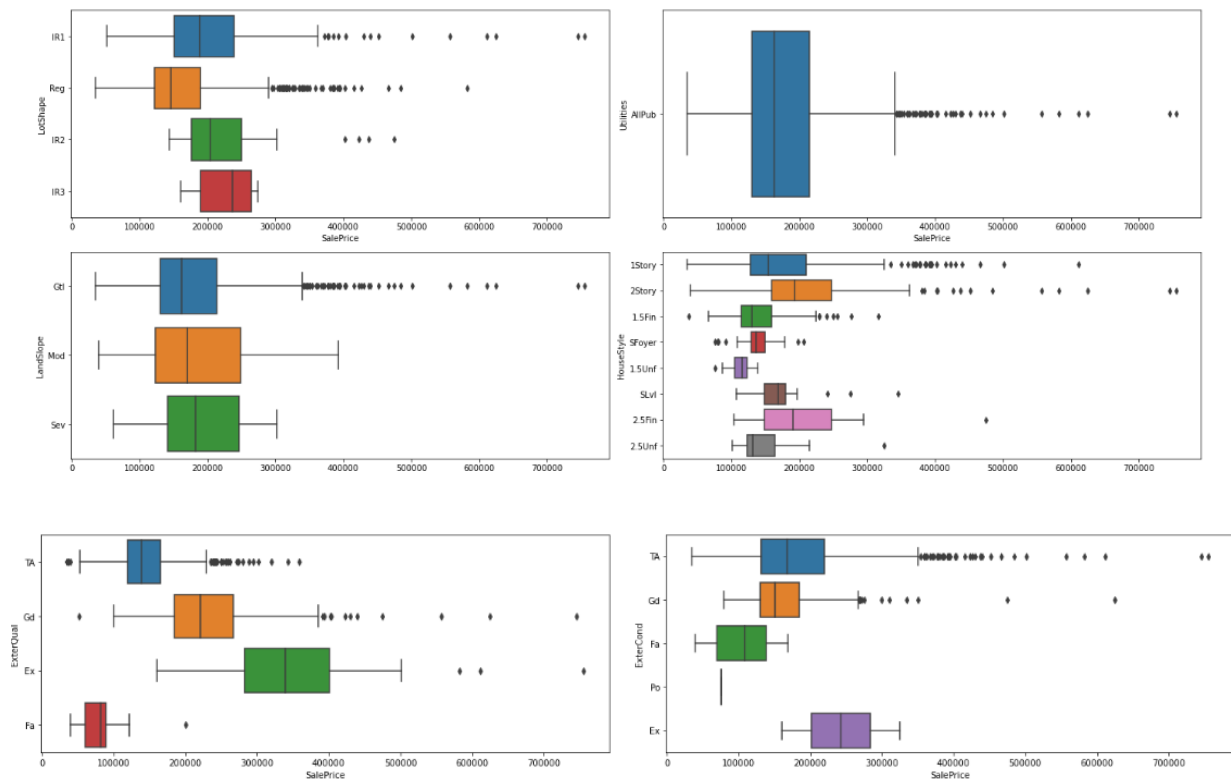 IR1
Reg
IR2
IR3
LotShape
0 100000 200000 300000 400000 500000 600000 700000
SalePrice
AllPub
Utilities
0 100000 200000 300000 400000 500000 600000 700000
SalePrice
Gtl
Mod
Sev
LandSlope
0 100000 200000 300000 400000 500000 600000 700000
SalePrice
1Story
2Story
1.5Fin
SFoyer
1.5Unf
SLvl
2.5Fin
2.5Unf
HouseStyle
0 100000 200000 300000 400000 500000 600000 700000
SalePrice
TA
Gd
Ex
Fa
ExterQual
0 100000 200000 300000 400000 500000 600000 700000
SalePrice
TA
Gd
Fa
Po
Ex
ExterCond
0 100000 200000 300000 400000 500000 600000 700000
SalePrice